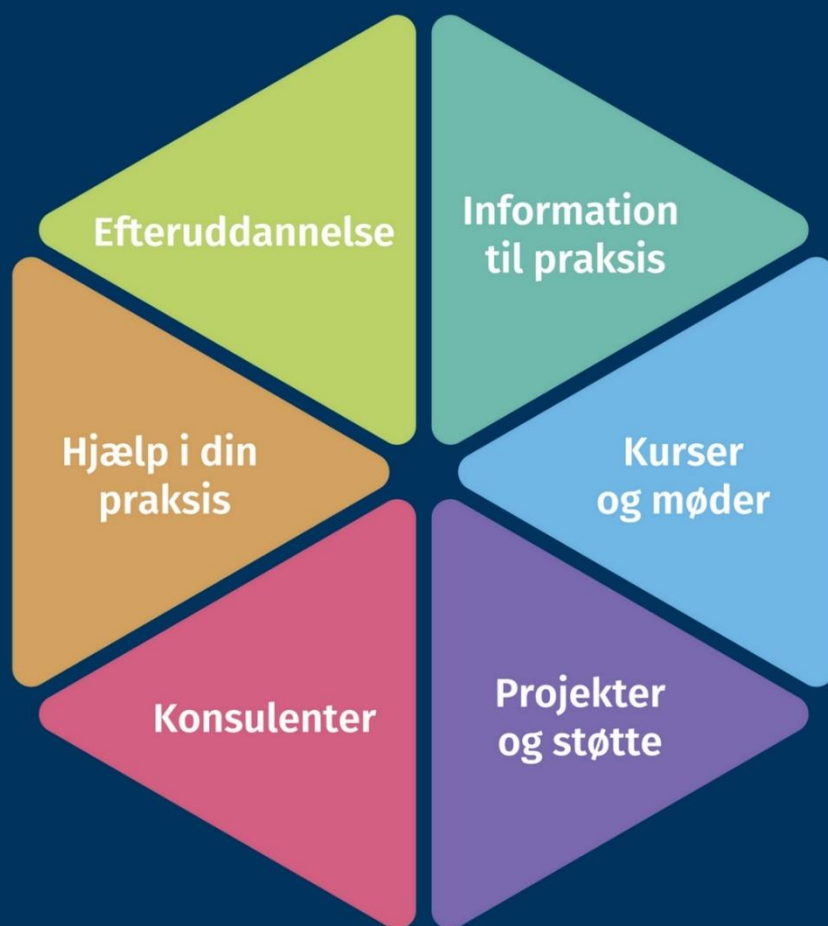 Efteruddannelse
Information
til praksis
Hjælp i din
praksis
Kurser
og møder
Konsulenter
Projekter
og støtte